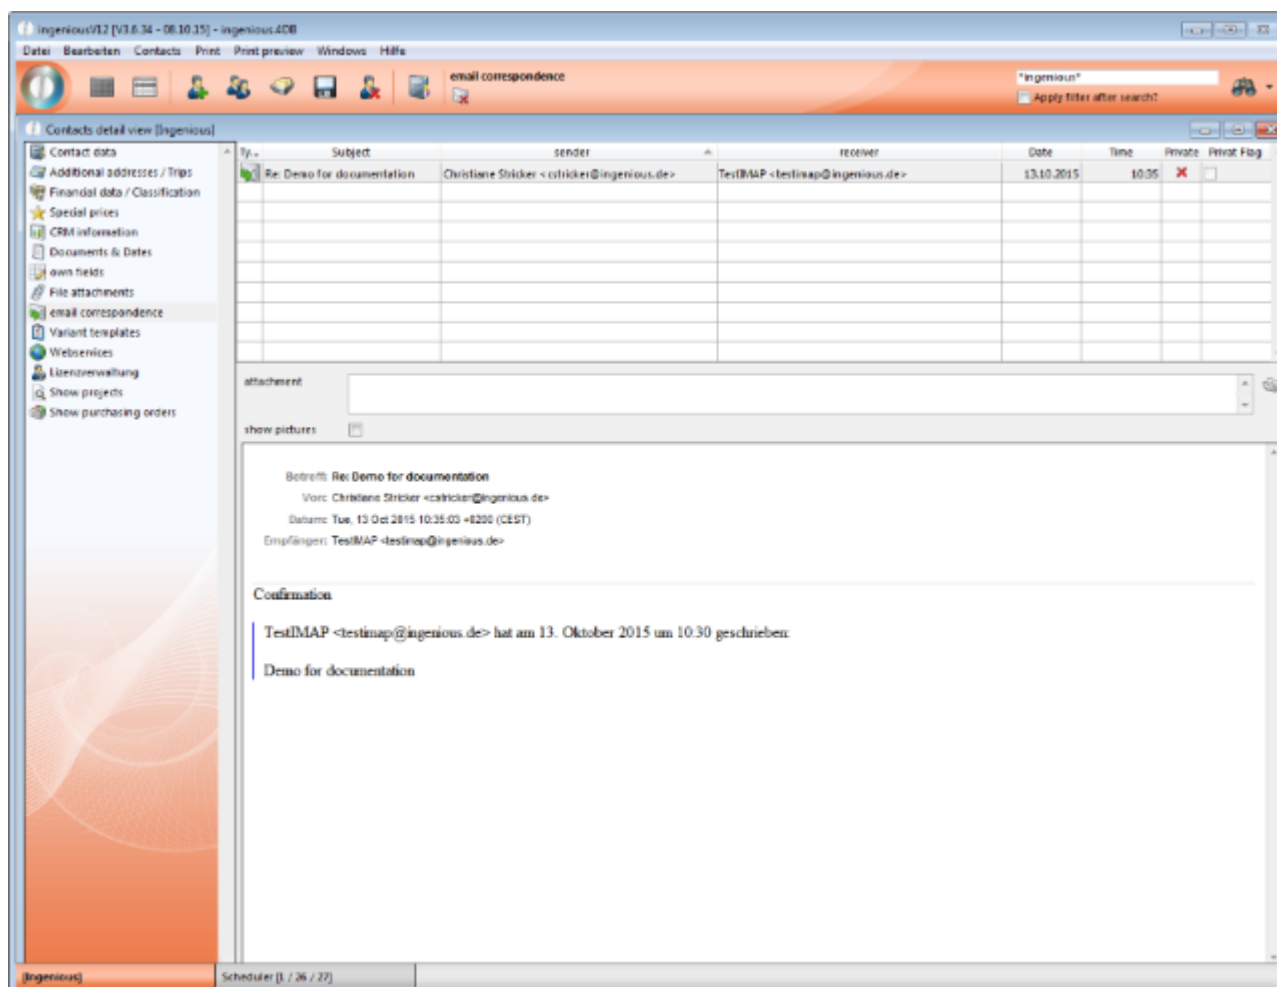 ingeniousV12 [V3.6.34 - 08.10.15] - ingenious.4DB
Datei Bearbeiten Contacts Print Print preview Windows Hilfe
email correspondence
*ingenious*
Apply filter after search?
Contacts detail view [Ingenious]
Contact data
Additional addresses / Trips
Financial data / Classification
Special prices
CRM information
Documents & Dates
own fields
File attachments
email correspondence
Variant templates
Webservices
Lizenzverwaltung
Show projects
Show purchasing orders
Ty... Subject sender receiver Date Time Private Privat Flag
Re: Demo for documentation Christiane Stricker <cstricker@ingenious.de> TestIMAP <testimap@ingenious.de> 13.10.2015 10:35
attachment
show pictures
Betreff: Re: Demo for documentation
Von: Christiane Stricker <cstricker@ingenious.de>
Datum: Tue, 13 Oct 2015 10:35:03 +0200 (CEST)
Empfänger: TestIMAP <testimap@ingenious.de>
Confirmation
TestIMAP <testimap@ingenious.de> hat am 13. Oktober 2015 um 10:30 geschrieben:
Demo for documentation
[Ingenious] Scheduler [1 / 26 / 27]